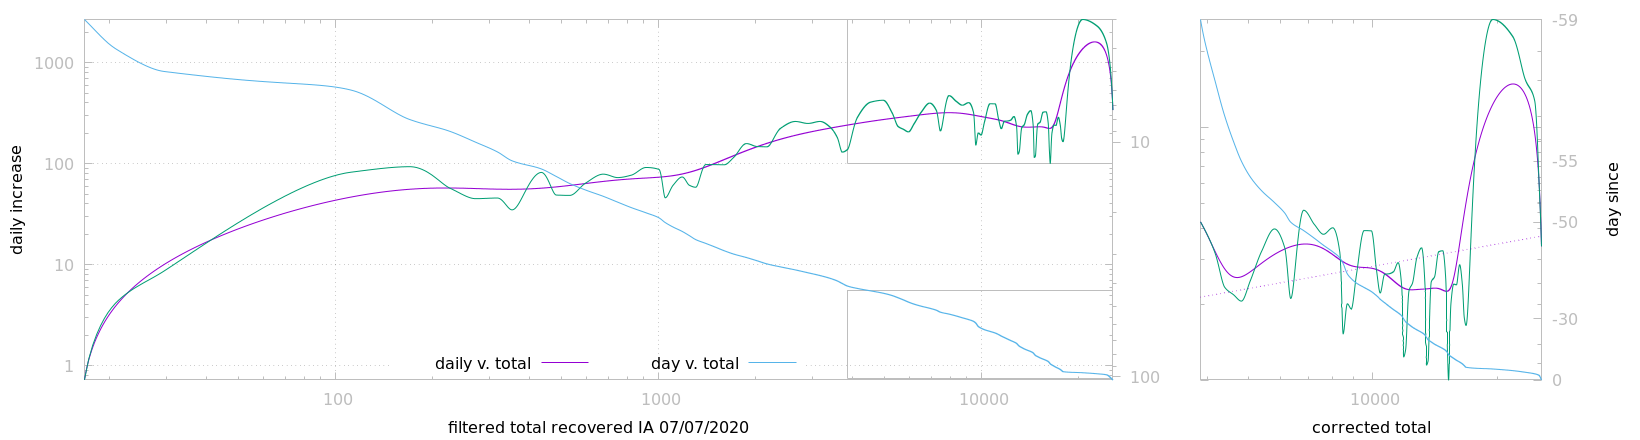 daily increase
1000
100
10
1
daily v. total
day v. total
100
1000
10000
filtered total recovered IA 07/07/2020
10
100
-59
-55
-50
-30
0
day since
10000
corrected total